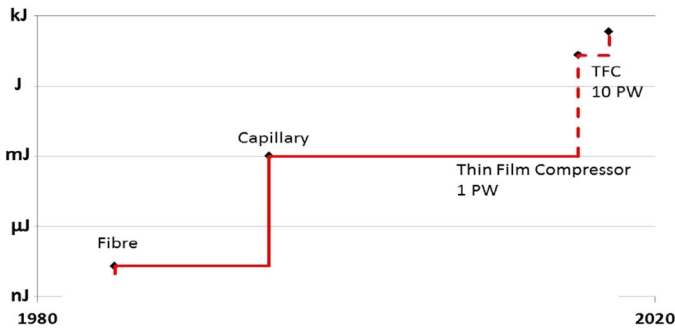 kJ
J
TFC
10 PW
Capillary
mJ
Thin Film Compressor
1 PW
μJ
Fibre
nJ
1980
2020